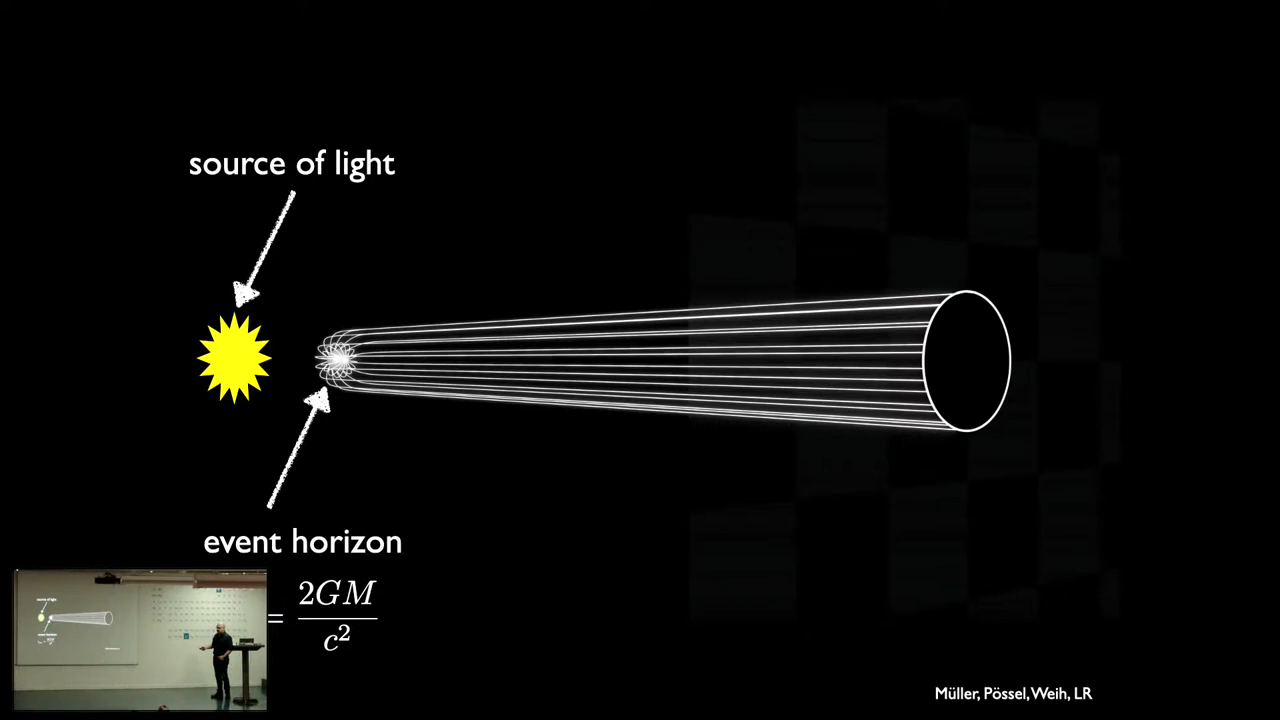 source of light
event horizon
= 2GM / c²
Müller, Pössel, Weih, LR